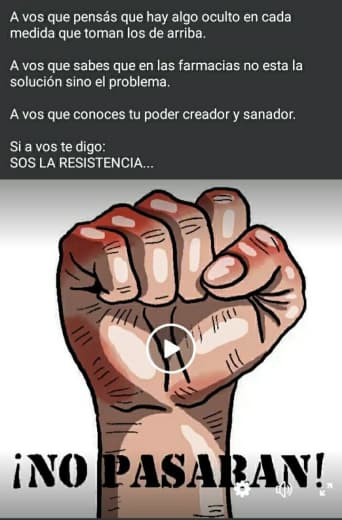 A vos que pensás que hay algo oculto en cada
medida que toman los de arriba.
A vos que sabes que en las farmacias no esta la
solución sino el problema.
A vos que conoces tu poder creador y sanador.
Si a vos te digo:
SOS LA RESISTENCIA...
¡NO PASARAN!